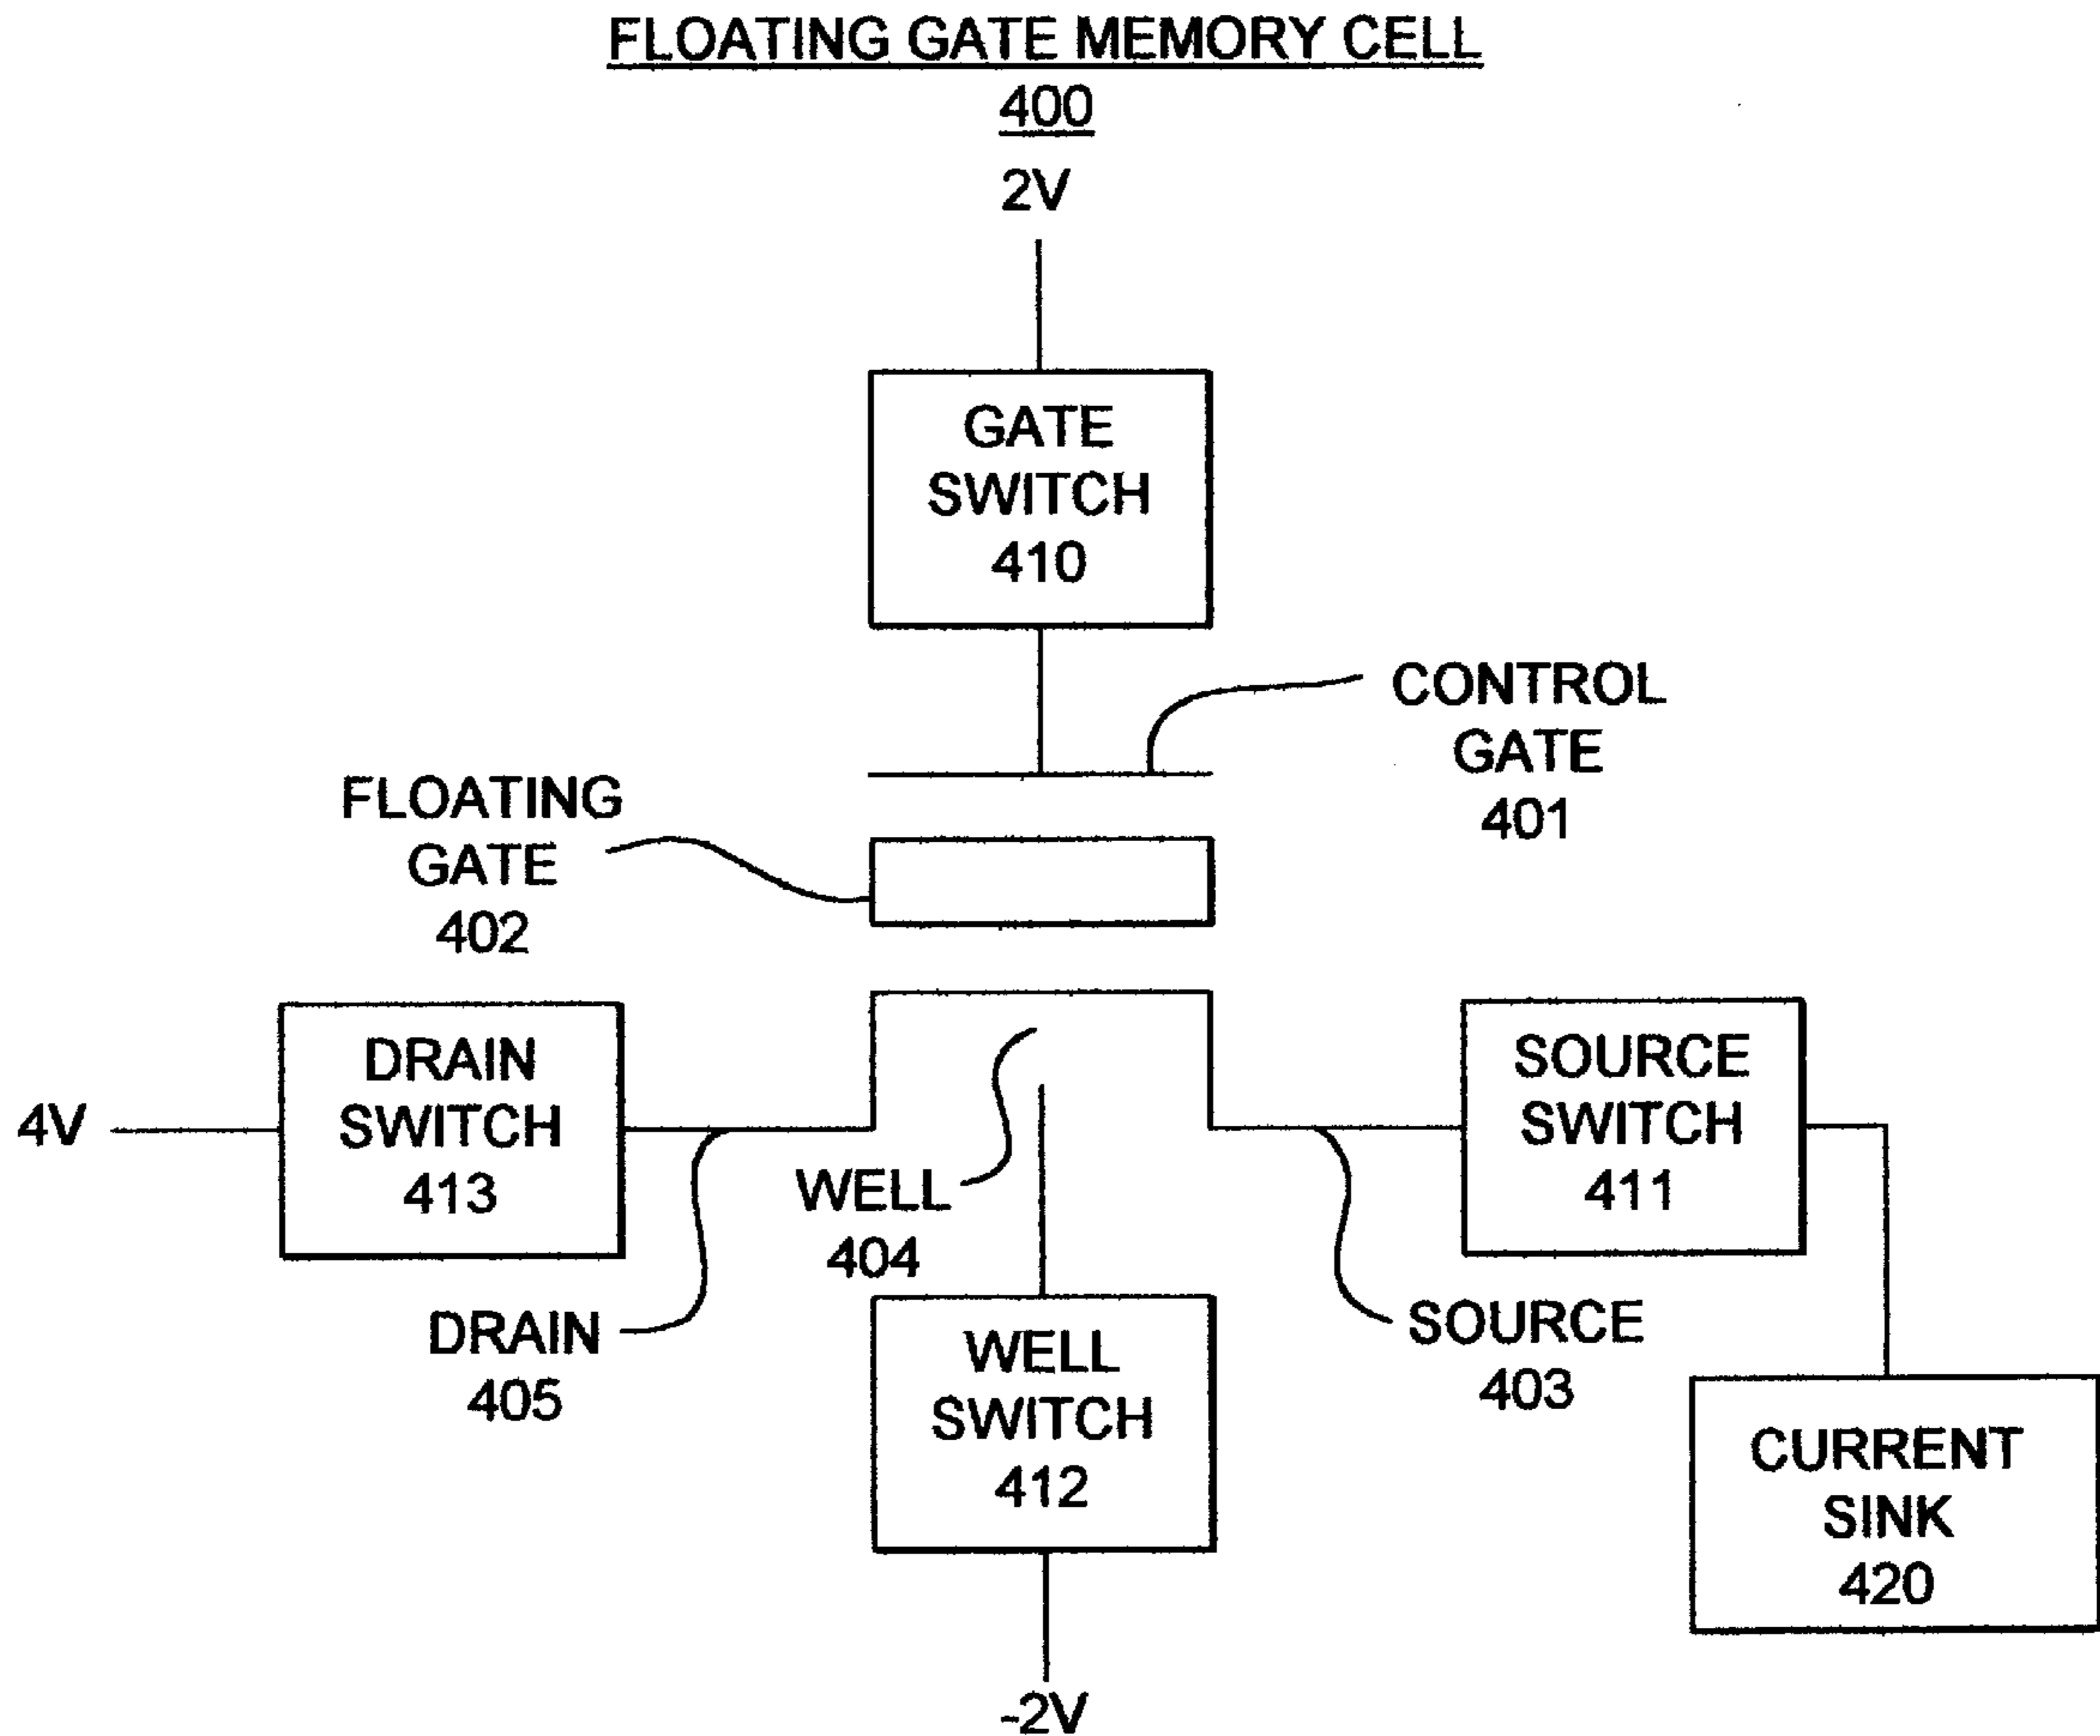 FLOATING GATE MEMORY CELL
400
2V
GATE
SWITCH
410
CONTROL
GATE
401
FLOATING
GATE
402
4V
DRAIN
SWITCH
413
WELL
404
SOURCE
SWITCH
411
DRAIN
405
SOURCE
403
WELL
SWITCH
412
CURRENT
SINK
420
-2V